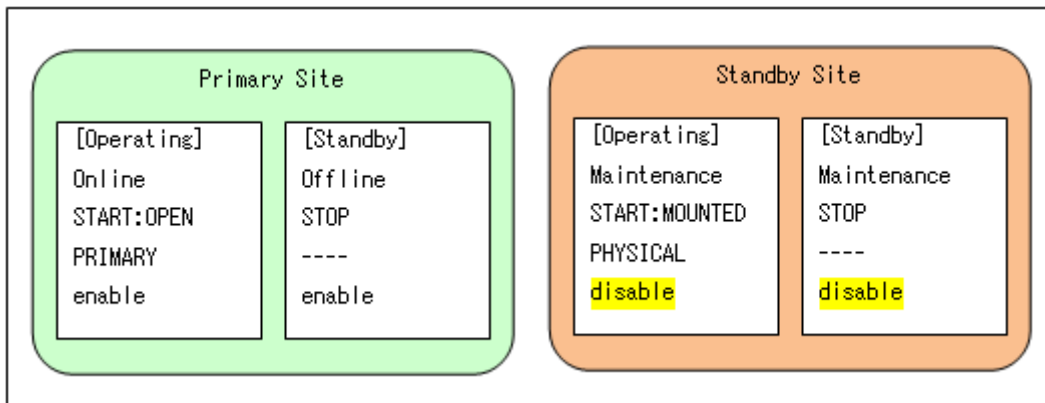 Primary Site
[Operating]
Online
START:OPEN
PRIMARY
enable
[Standby]
Offline
STOP
----
enable
Standby Site
[Operating]
Maintenance
START:MOUNTED
PHYSICAL
disable
[Standby]
Maintenance
STOP
----
disable